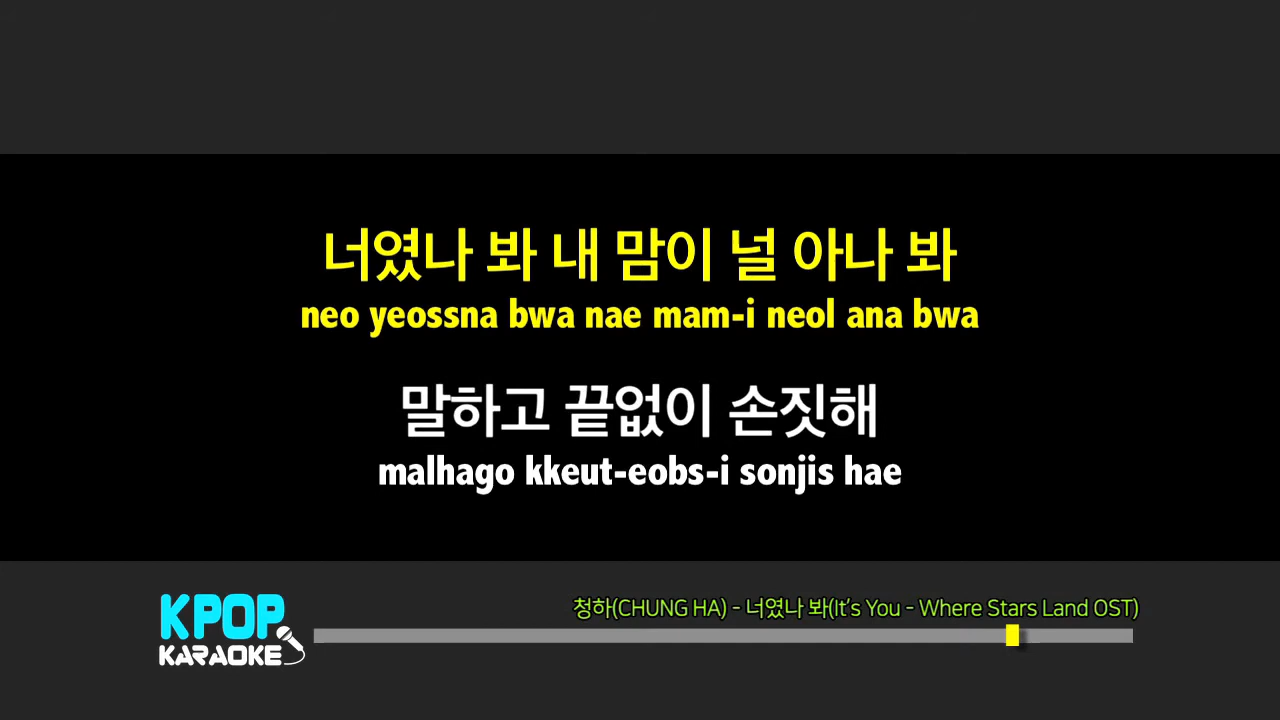 너였나 봐 내 맘이 널 아나 봐
neo yeossna bwa nae mam-i neol ana bwa
말하고 끝없이 손짓해
malhago kkeut-eobs-i sonjis hae
청하(CHUNG HA) - 너였나 봐(It's You - Where Stars Land OST)
KPOP
KARAOKE